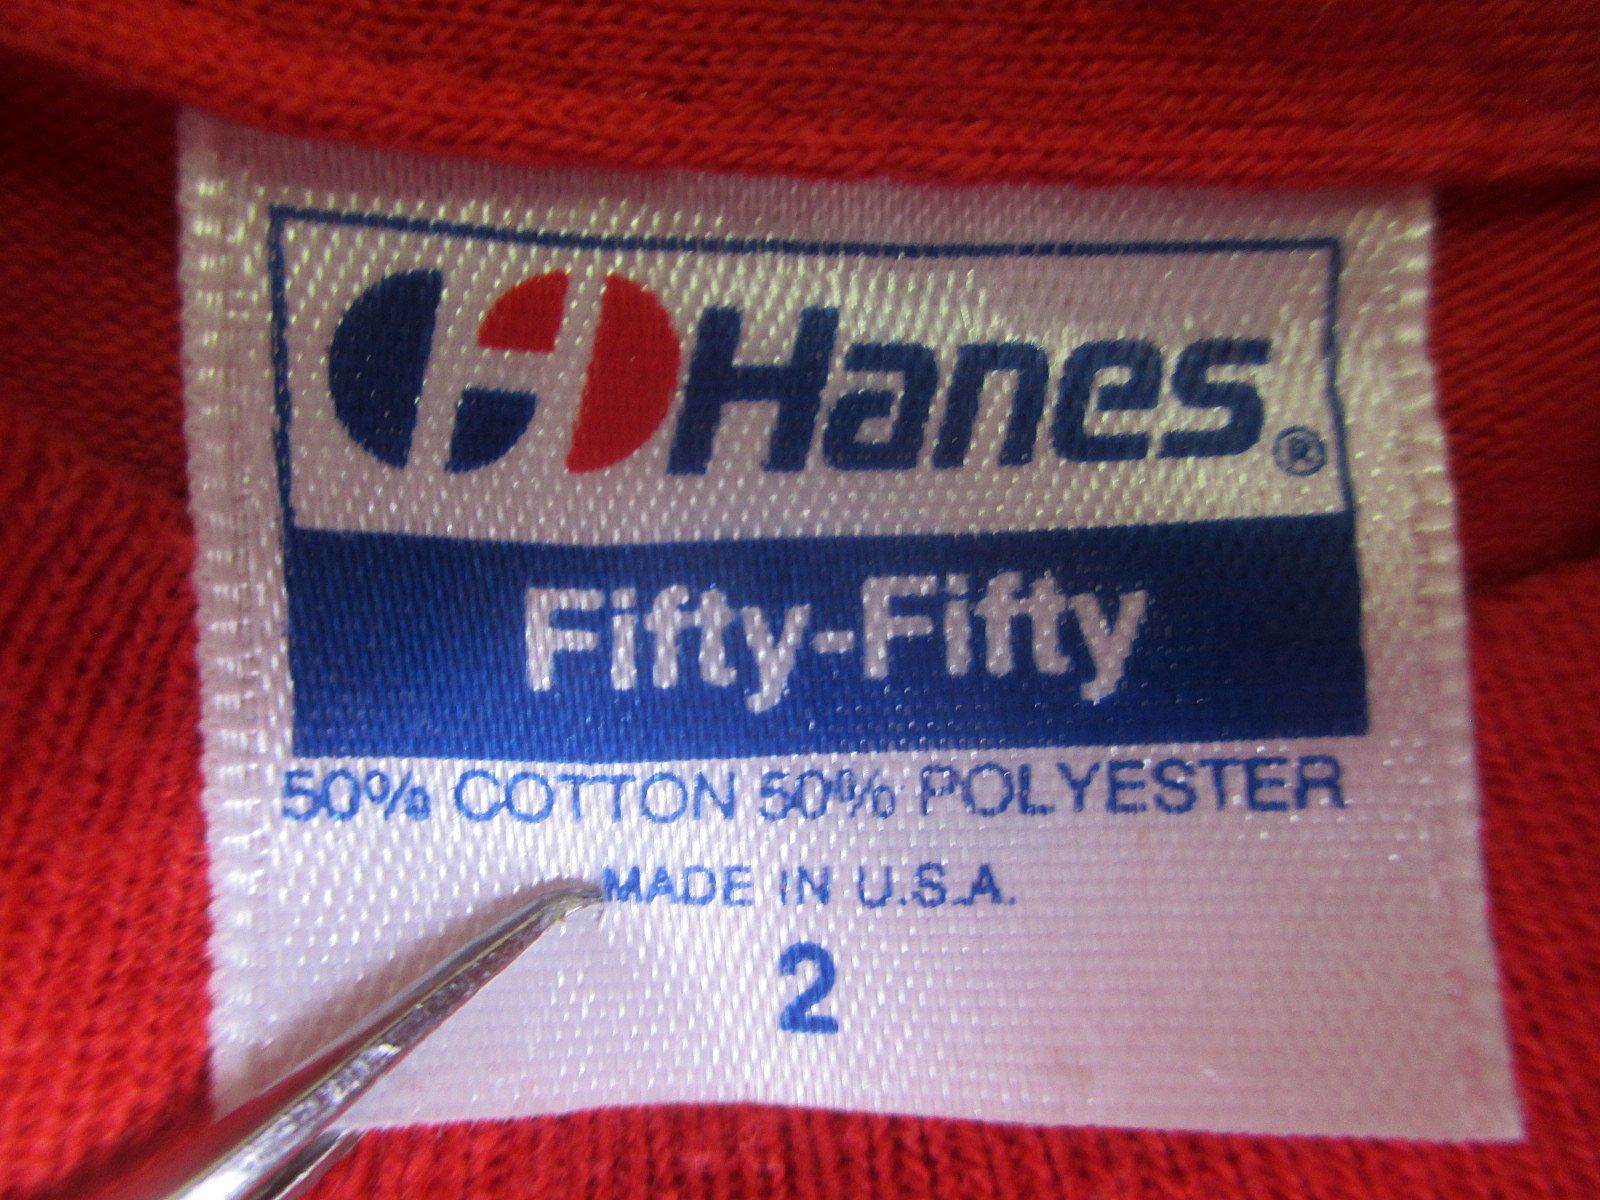 Hanes®
Fifty-Fifty
50% COTTON 50% POLYESTER
MADE IN U.S.A.
2